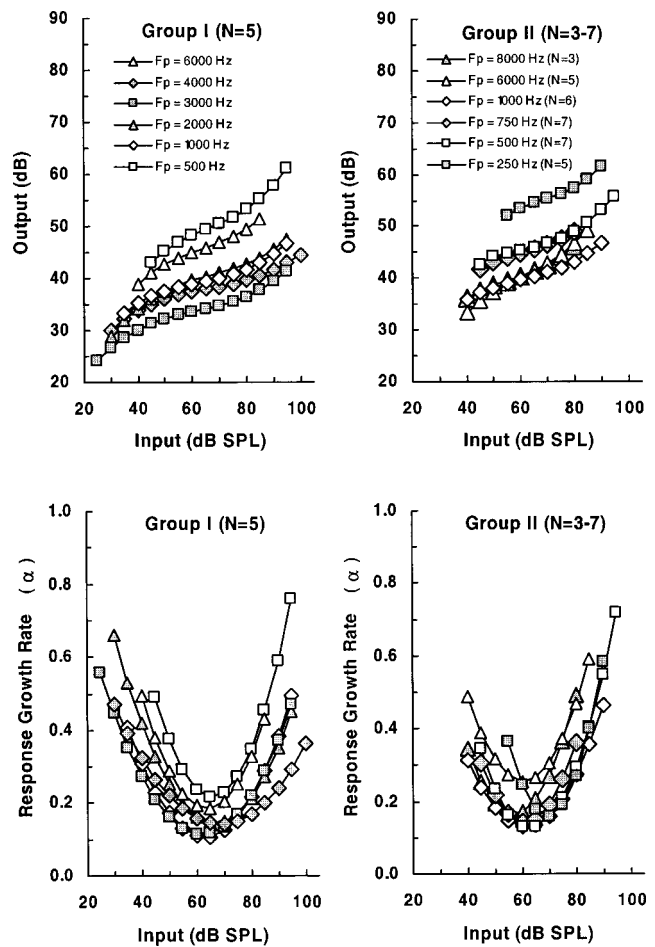 Group I (N=5)
Fp = 6000 Hz
Fp = 4000 Hz
Fp = 3000 Hz
Fp = 2000 Hz
Fp = 1000 Hz
Fp = 500 Hz
Output (dB)
90
80
70
60
50
40
30
20
20 40 60 80 100
Input (dB SPL)
Group II (N=3-7)
Fp = 8000 Hz (N=3)
Fp = 6000 Hz (N=5)
Fp = 1000 Hz (N=6)
Fp = 750 Hz (N=7)
Fp = 500 Hz (N=7)
Fp = 250 Hz (N=5)
Output (dB)
90
80
70
60
50
40
30
20
20 40 60 80 100
Input (dB SPL)
Group I (N=5)
Response Growth Rate (α)
1.0
0.8
0.6
0.4
0.2
0.0
20 40 60 80 100
Input (dB SPL)
Group II (N=3-7)
Response Growth Rate (α)
1.0
0.8
0.6
0.4
0.2
0.0
20 40 60 80 100
Input (dB SPL)